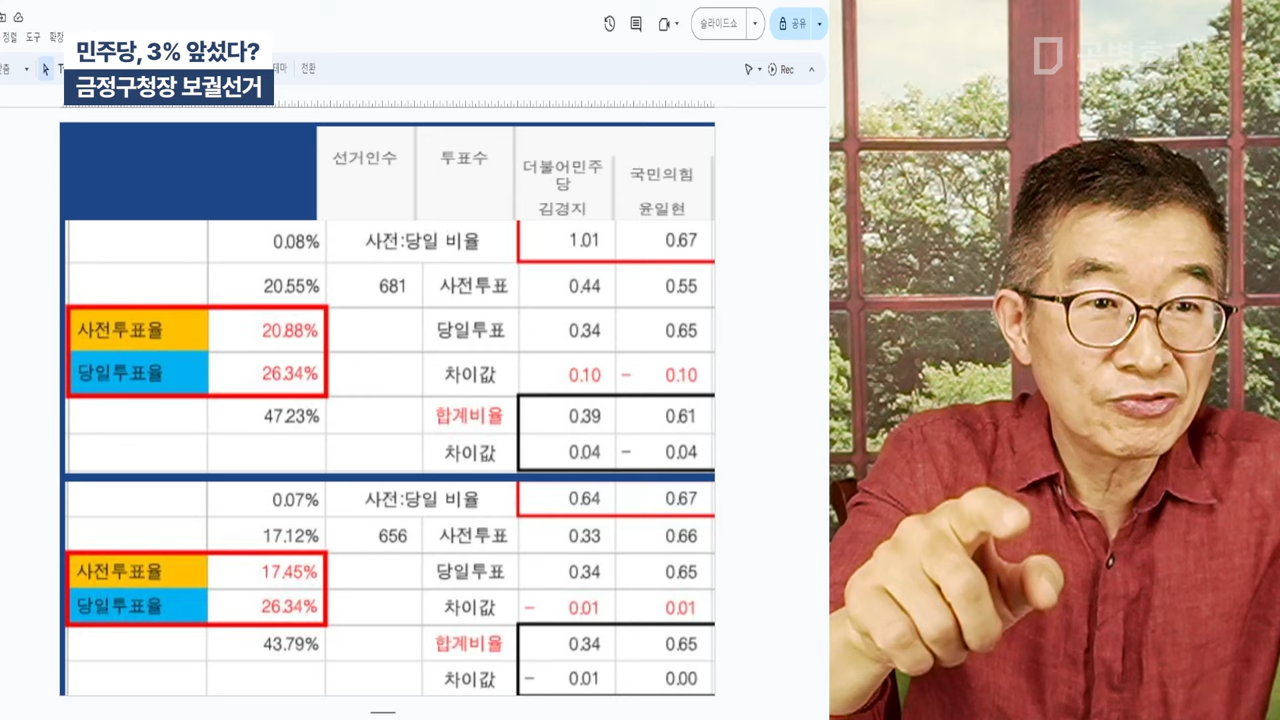 정렬 도구 확장
슬라이드쇼
공유
민주당, 3% 앞섰다?
금정구청장 보궐선거
전환
Rec
선거인수 투표수 더불어민주당 국민의힘
김경지 윤일현
0.08% 사전:당일 비율 1.01 0.67
20.55% 681 사전투표 0.44 0.55
사전투표율 20.88% 당일투표 0.34 0.65
당일투표율 26.34% 차이값 0.10 - 0.10
47.23% 합계비율 0.39 0.61
차이값 0.04 - 0.04
0.07% 사전:당일 비율 0.64 0.67
17.12% 656 사전투표 0.33 0.66
사전투표율 17.45% 당일투표 0.34 0.65
당일투표율 26.34% 차이값 - 0.01 0.01
43.79% 합계비율 0.34 0.65
차이값 - 0.01 0.00